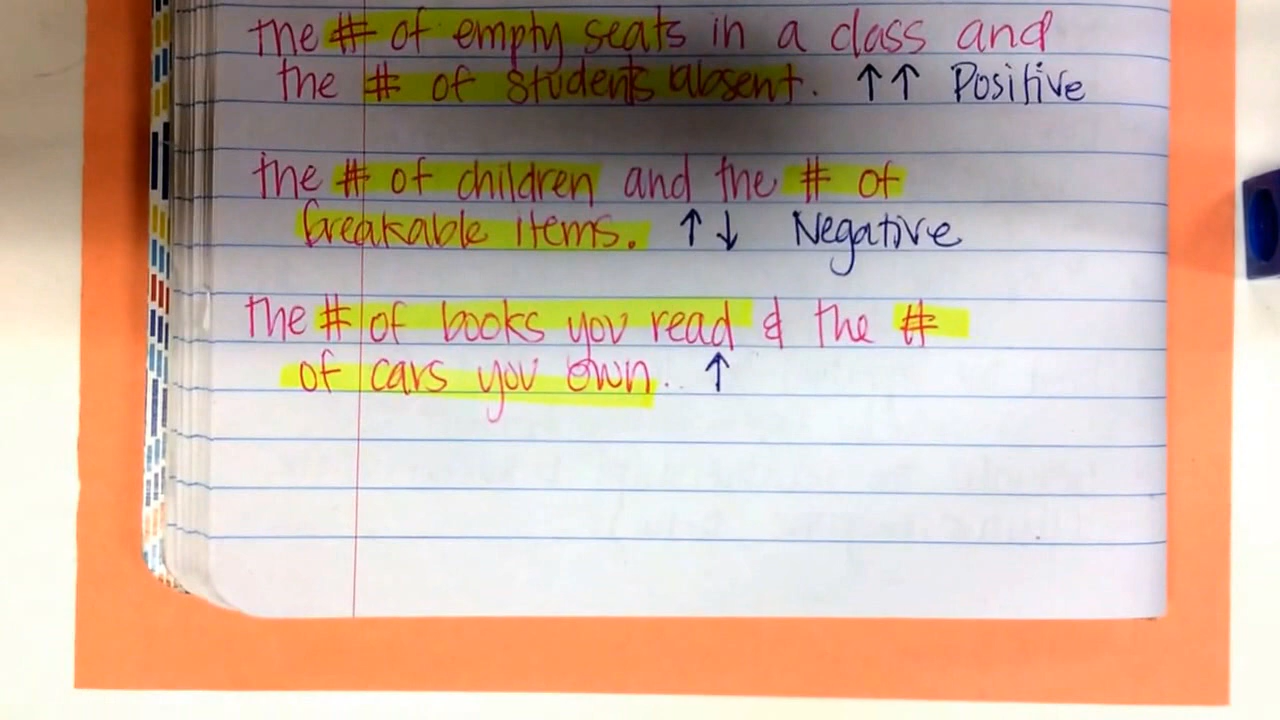 the # of empty seats in a class and
the # of students absent. ↑↑ Positive
the # of children and the # of
breakable items. ↑↓ Negative
the # of books you read & the #
of cars you own.. ↑